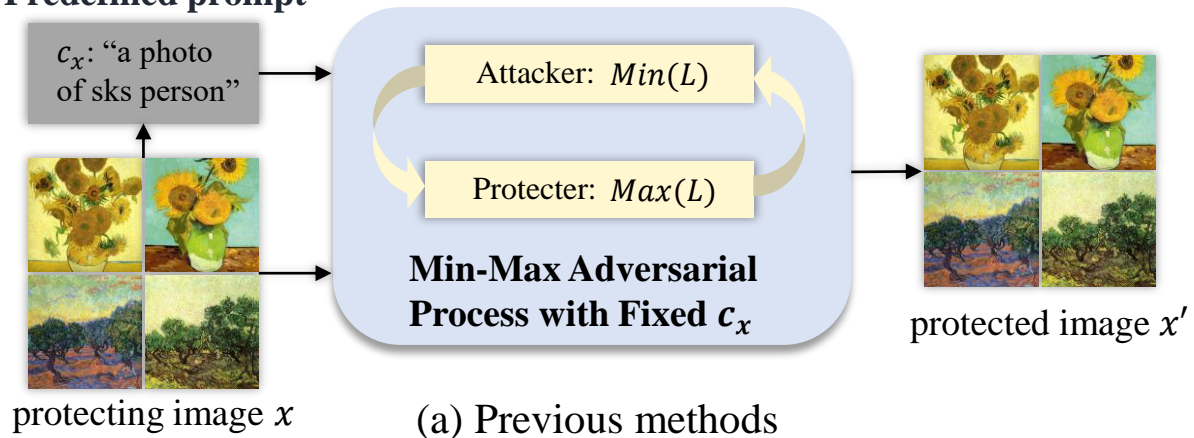 Predefined prompt
c_x: “a photo
of sks person”
Attacker: Min(L)
Protecter: Max(L)
Min-Max Adversarial
Process with Fixed c_x
protecting image x
protected image x′
(a) Previous methods